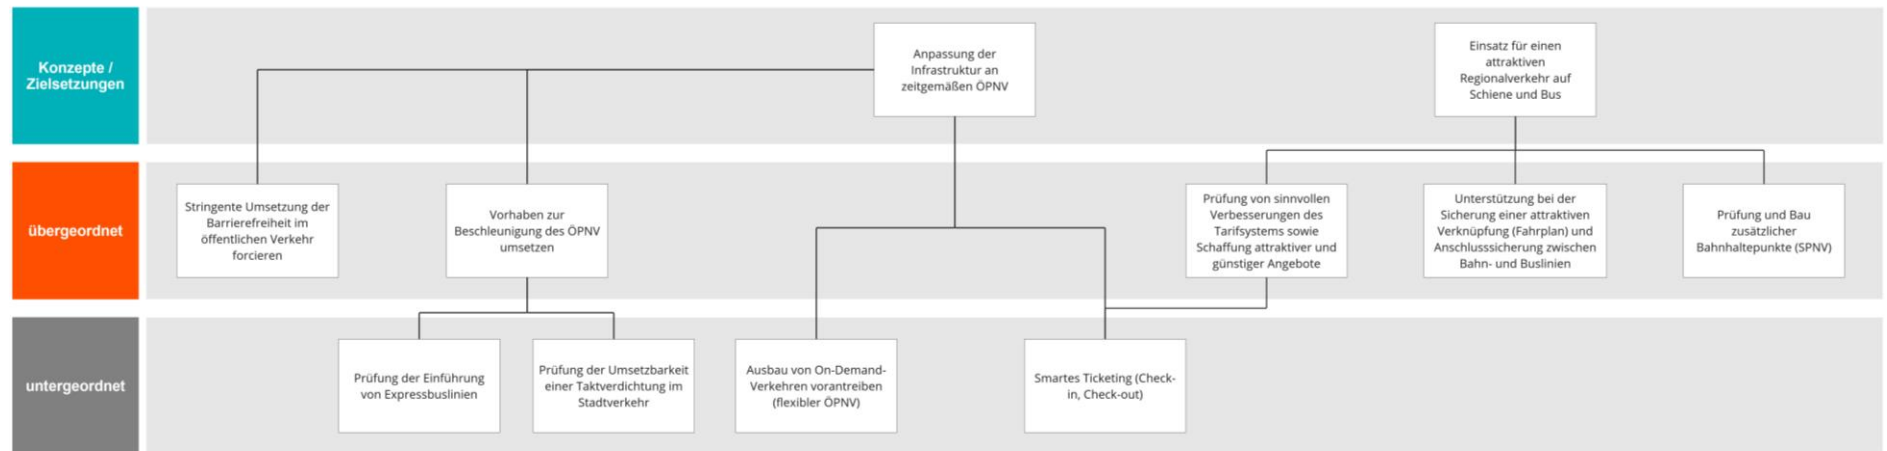 Konzepte /
Zielsetzungen
Anpassung der
Infrastruktur an
zeitgemäßen ÖPNV
Einsatz für einen
attraktiven
Regionalverkehr auf
Schiene und Bus
übergeordnet
Stringente Umsetzung der
Barrierefreiheit im
öffentlichen Verkehr
forcieren
Vorhaben zur
Beschleunigung des ÖPNV
umsetzen
Prüfung von sinnvollen
Verbesserungen des
Tarifsystems sowie
Schaffung attraktiver und
günstiger Angebote
Unterstützung bei der
Sicherung einer attraktiven
Verknüpfung (Fahrplan) und
Anschlusssicherung zwischen
Bahn- und Buslinien
Prüfung und Bau
zusätzlicher
Bahnhaltepunkte (SPNV)
untergeordnet
Prüfung der Einführung
von Expressbuslinien
Prüfung der Umsetzbarkeit
einer Taktverdichtung im
Stadtverkehr
Ausbau von On-Demand-
Verkehren vorantreiben
(flexibler ÖPNV)
Smartes Ticketing (Check-
in, Check-out)